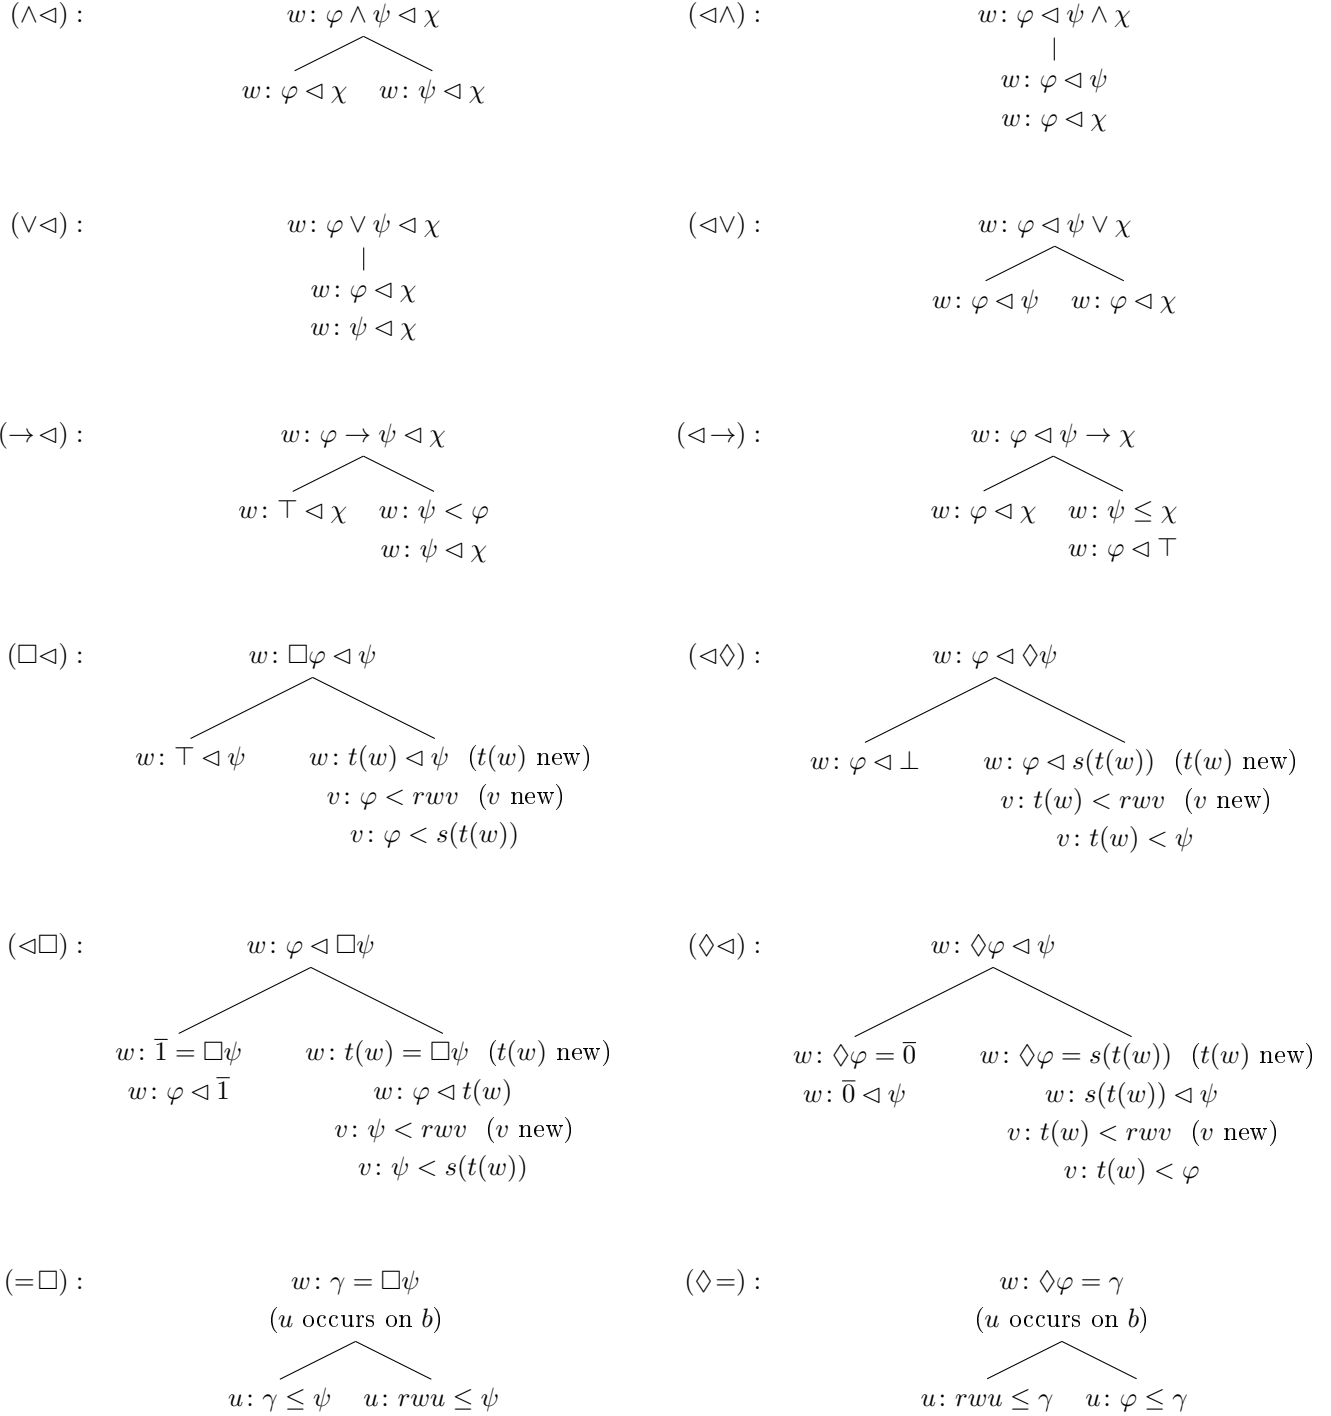 (∧⊲) : w: φ ∧ ψ ⊲ χ (⊲∧) : w: φ ⊲ ψ ∧ χ
w: φ ⊲ χ w: ψ ⊲ χ w: φ ⊲ ψ
w: φ ⊲ χ
(∨⊲) : w: φ ∨ ψ ⊲ χ (⊲∨) : w: φ ⊲ ψ ∨ χ
w: φ ⊲ χ w: φ ⊲ ψ w: φ ⊲ χ
w: ψ ⊲ χ
(→⊲) : w: φ → ψ ⊲ χ (⊲→) : w: φ ⊲ ψ → χ
w: ⊤ ⊲ χ w: ψ < φ w: φ ⊲ χ w: ψ ≤ χ
w: ψ ⊲ χ w: φ ⊲ ⊤
(□⊲) : w: □φ ⊲ ψ (⊲◊) : w: φ ⊲ ◊ψ
w: ⊤ ⊲ ψ w: t(w) ⊲ ψ (t(w) new) w: φ ⊲ ⊥ w: φ ⊲ s(t(w)) (t(w) new)
v: φ < rwv (v new) v: t(w) < rwv (v new)
v: φ < s(t(w)) v: t(w) < ψ
(⊲□) : w: φ ⊲ □ψ (◊⊲) : w: ◊φ ⊲ ψ
w: 1̅ = □ψ w: t(w) = □ψ (t(w) new) w: ◊φ = 0̅ w: ◊φ = s(t(w)) (t(w) new)
w: φ ⊲ 1̅ w: φ ⊲ t(w) w: 0̅ ⊲ ψ w: s(t(w)) ⊲ ψ
v: ψ < rwv (v new) v: t(w) < rwv (v new)
v: ψ < s(t(w)) v: t(w) < φ
(=□) : w: γ = □ψ (◊=) : w: ◊φ = γ
(u occurs on b) (u occurs on b)
u: γ ≤ ψ u: rwu ≤ ψ u: rwu ≤ γ u: φ ≤ γ